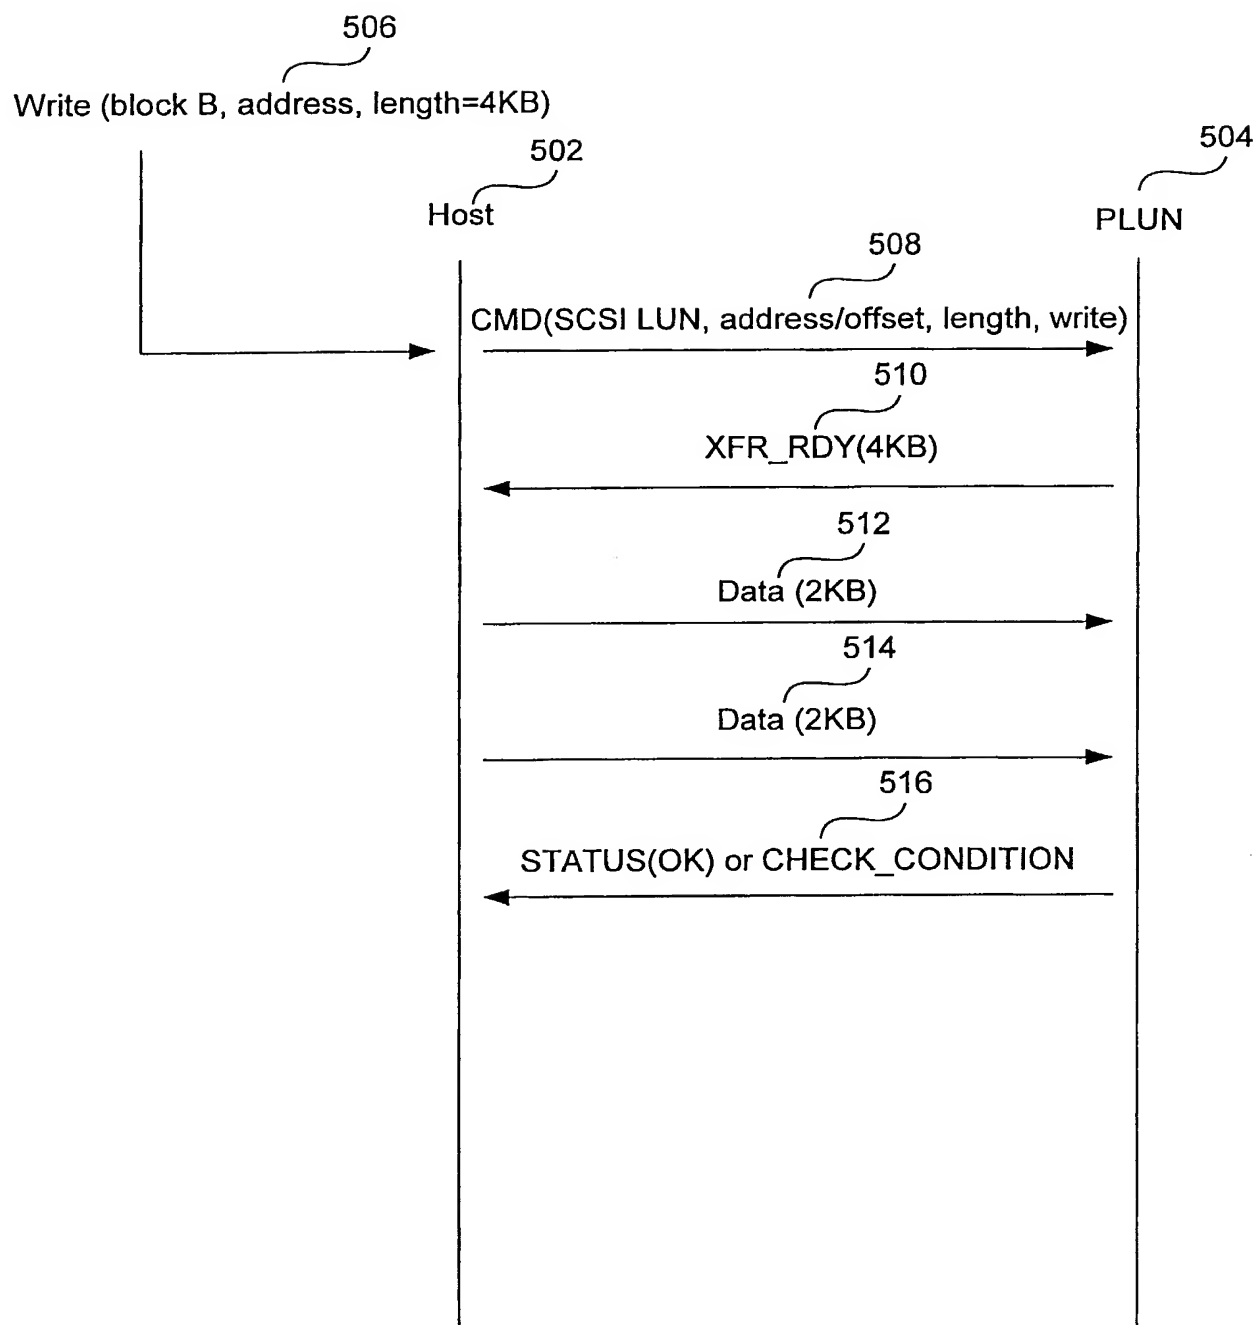 506
Write (block B, address, length=4KB)
504
502
Host
PLUN
508
CMD(SCSI LUN, address/offset, length, write)
510
XFR_RDY(4KB)
512
Data (2KB)
514
Data (2KB)
516
STATUS(OK) or CHECK_CONDITION